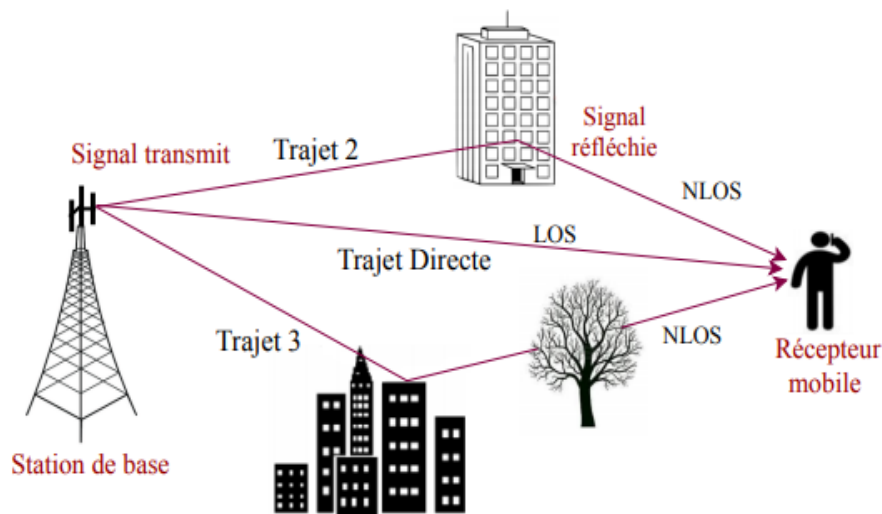 Signal
réfléchie
Signal transmit
Trajet 2
NLOS
LOS
Trajet Directe
Trajet 3
NLOS
Récepteur
mobile
Station de base